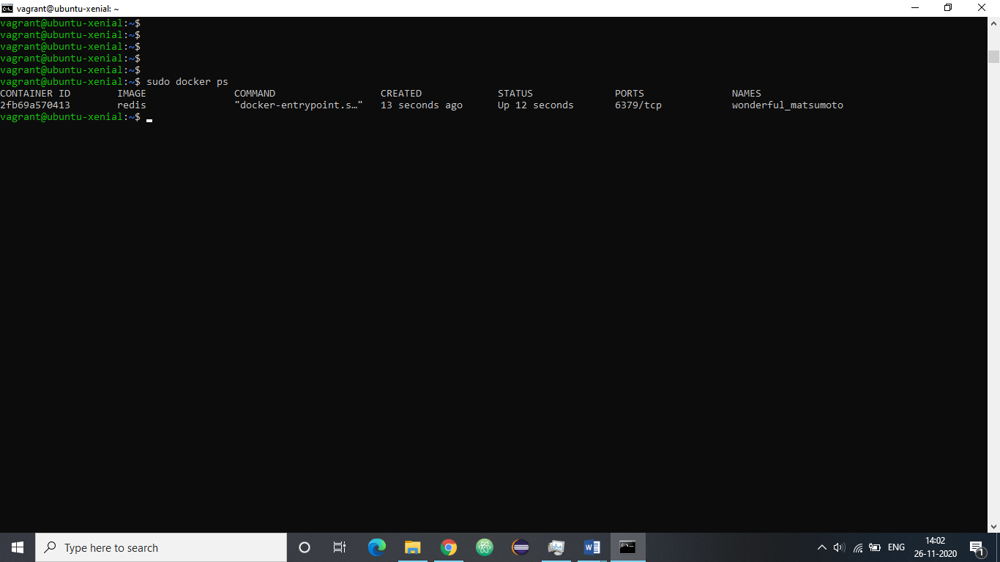 vagrant@ubuntu-xenial: ~
vagrant@ubuntu-xenial:~$
vagrant@ubuntu-xenial:~$
vagrant@ubuntu-xenial:~$
vagrant@ubuntu-xenial:~$
vagrant@ubuntu-xenial:~$
vagrant@ubuntu-xenial:~$ sudo docker ps
CONTAINER ID IMAGE COMMAND CREATED STATUS PORTS NAMES
2fb69a570413 redis "docker-entrypoint.s…" 13 seconds ago Up 12 seconds 6379/tcp wonderful_matsumoto
vagrant@ubuntu-xenial:~$
Type here to search
ENG
14:02
26-11-2020
1